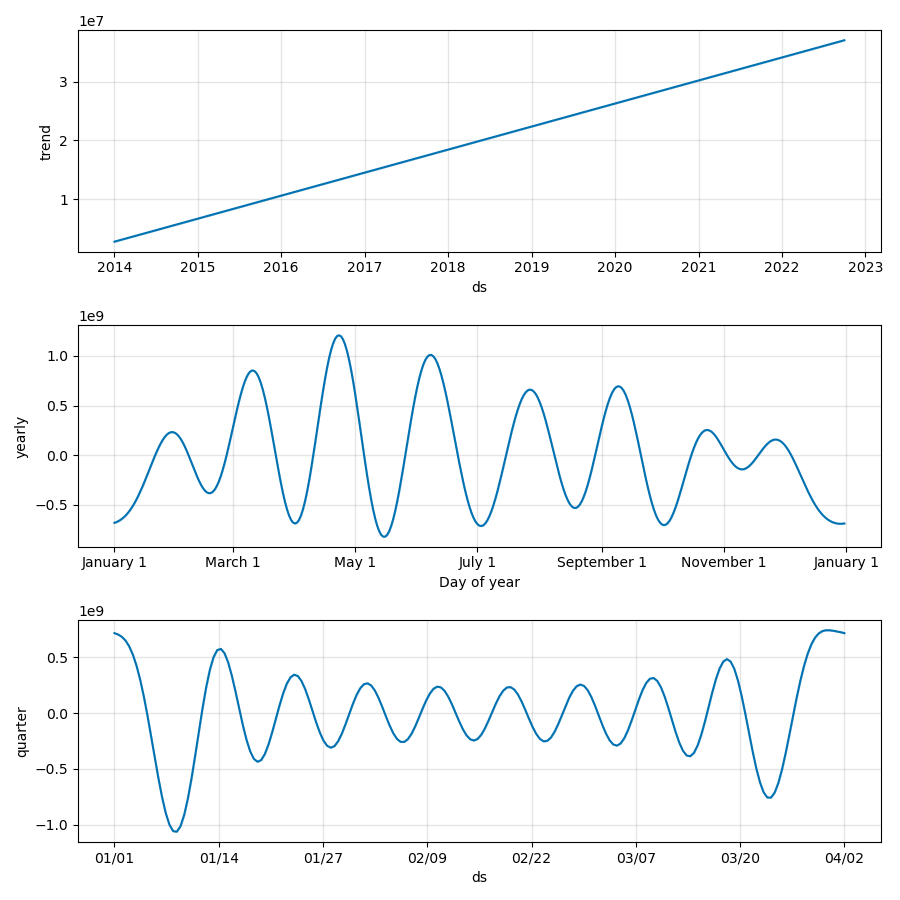 1e7
3
2
1
trend
2014 2015 2016 2017 2018 2019 2020 2021 2022 2023
ds
1e9
1.0
0.5
0.0
−0.5
yearly
January 1 March 1 May 1 July 1 September 1 November 1 January 1
Day of year
1e9
0.5
0.0
−0.5
−1.0
quarter
01/01 01/14 01/27 02/09 02/22 03/07 03/20 04/02
ds